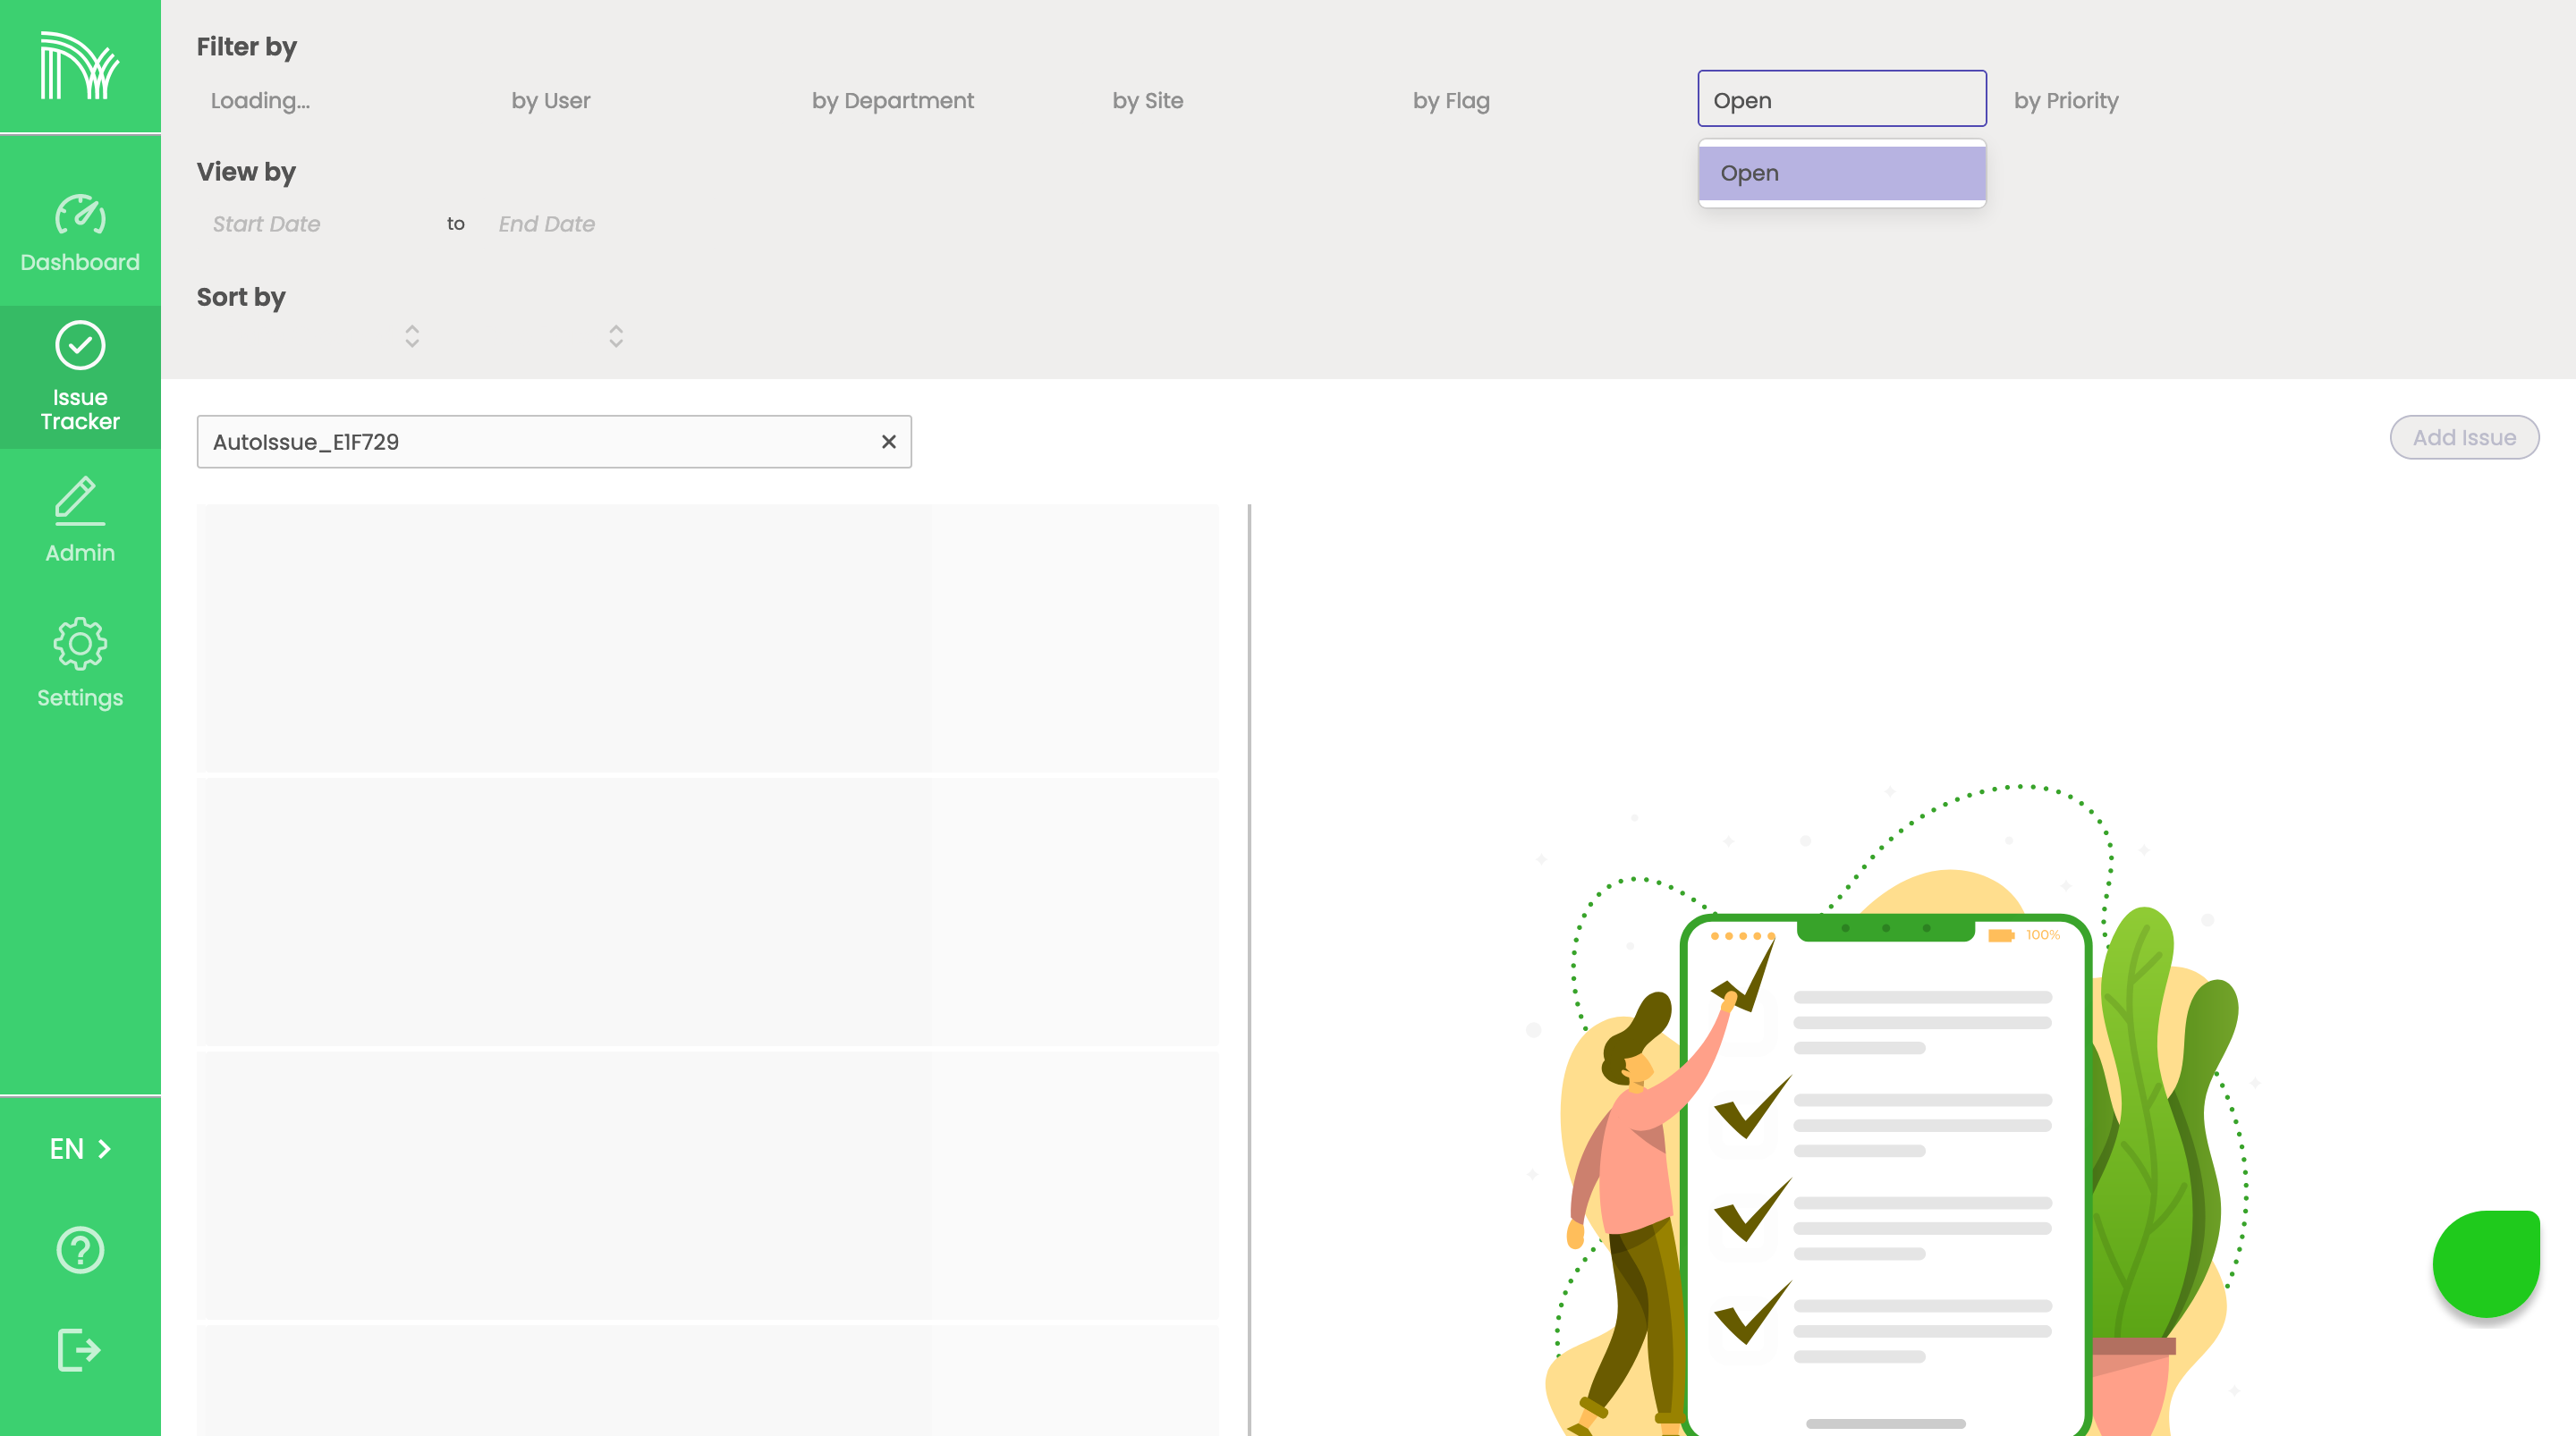 Filter by
Loading...
by User
by Department
by Site
by Flag
Open
by Priority
Open
View by
Start Date
to
End Date
Sort by
Dashboard
Issue
Tracker
Admin
Settings
EN
AutoIssue_E1F729
Add Issue
100%